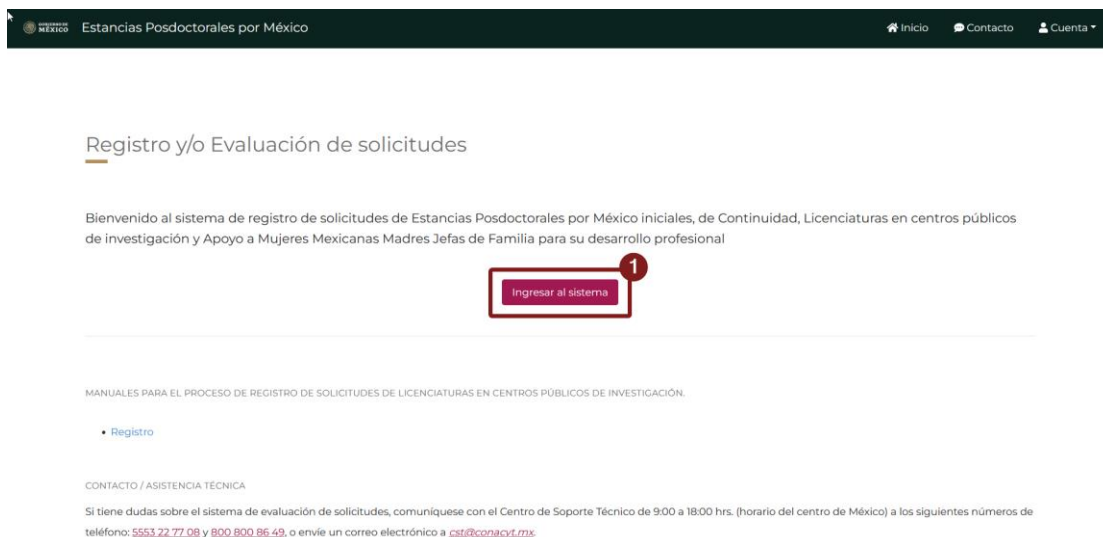 GOBIERNO DE
MÉXICO
Estancias Posdoctorales por México
Inicio
Contacto
Cuenta
Registro y/o Evaluación de solicitudes
Bienvenido al sistema de registro de solicitudes de Estancias Posdoctorales por México iniciales, de Continuidad, Licenciaturas en centros públicos
de investigación y Apoyo a Mujeres Mexicanas Madres Jefas de Familia para su desarrollo profesional
1
Ingresar al sistema
MANUALES PARA EL PROCESO DE REGISTRO DE SOLICITUDES DE LICENCIATURAS EN CENTROS PÚBLICOS DE INVESTIGACIÓN.
• Registro
CONTACTO / ASISTENCIA TÉCNICA
Si tiene dudas sobre el sistema de evaluación de solicitudes, comuníquese con el Centro de Soporte Técnico de 9:00 a 18:00 hrs. (horario del centro de México) a los siguientes números de
teléfono: 5553 22 77 08 y 800 800 86 49, o envíe un correo electrónico a cst@conacyt.mx.